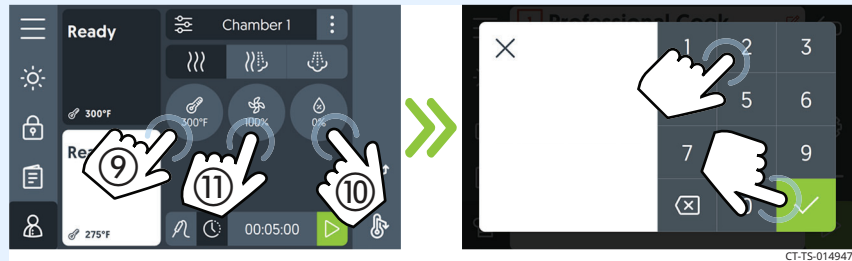 Ready
Chamber 1
300°F
300°F
100%
0%
9
11
10
275°F
00:05:00
Professional Cook
1 2 3
5 6
7 9
CT-TS-014947